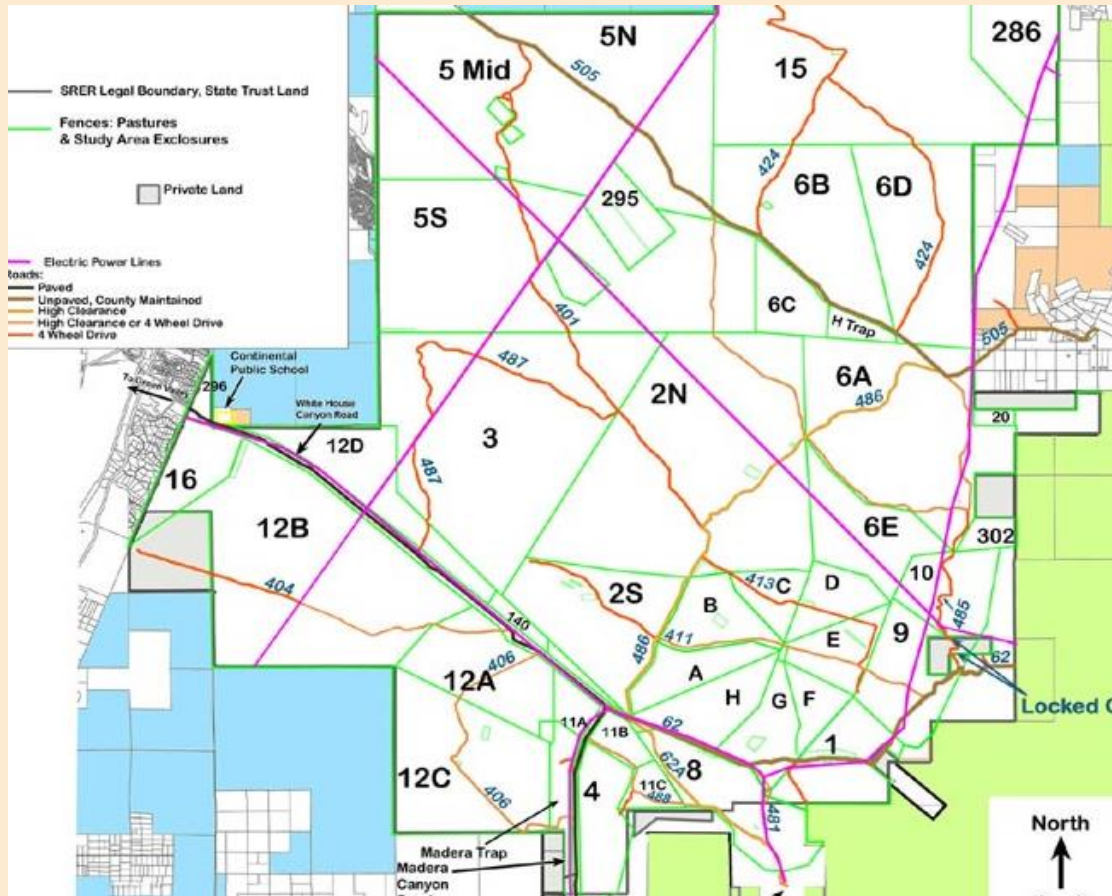 SRER Legal Boundary, State Trust Land
Fences: Pastures
& Study Area Exclosures
Private Land
Electric Power Lines
Roads:
Paved
Unpaved, County Maintained
High Clearance
High Clearance or 4 Wheel Drive
4 Wheel Drive
5N
286
5 Mid
505
15
424
6B
6D
295
5S
424
6C
401
H Trap
505
Continental
Public School
To Green Valley
296
487
2N
6A
486
White House
Canyon Road
20
12D
3
16
487
12B
6E
302
10
413
C
D
404
2S
B
485
140
9
411
E
486
62
406
12A
A
H
G
F
Locked
11A
11B
62
1
62A
8
12C
4
11C
488
406
481
North
Madera Trap
Madera
Canyon